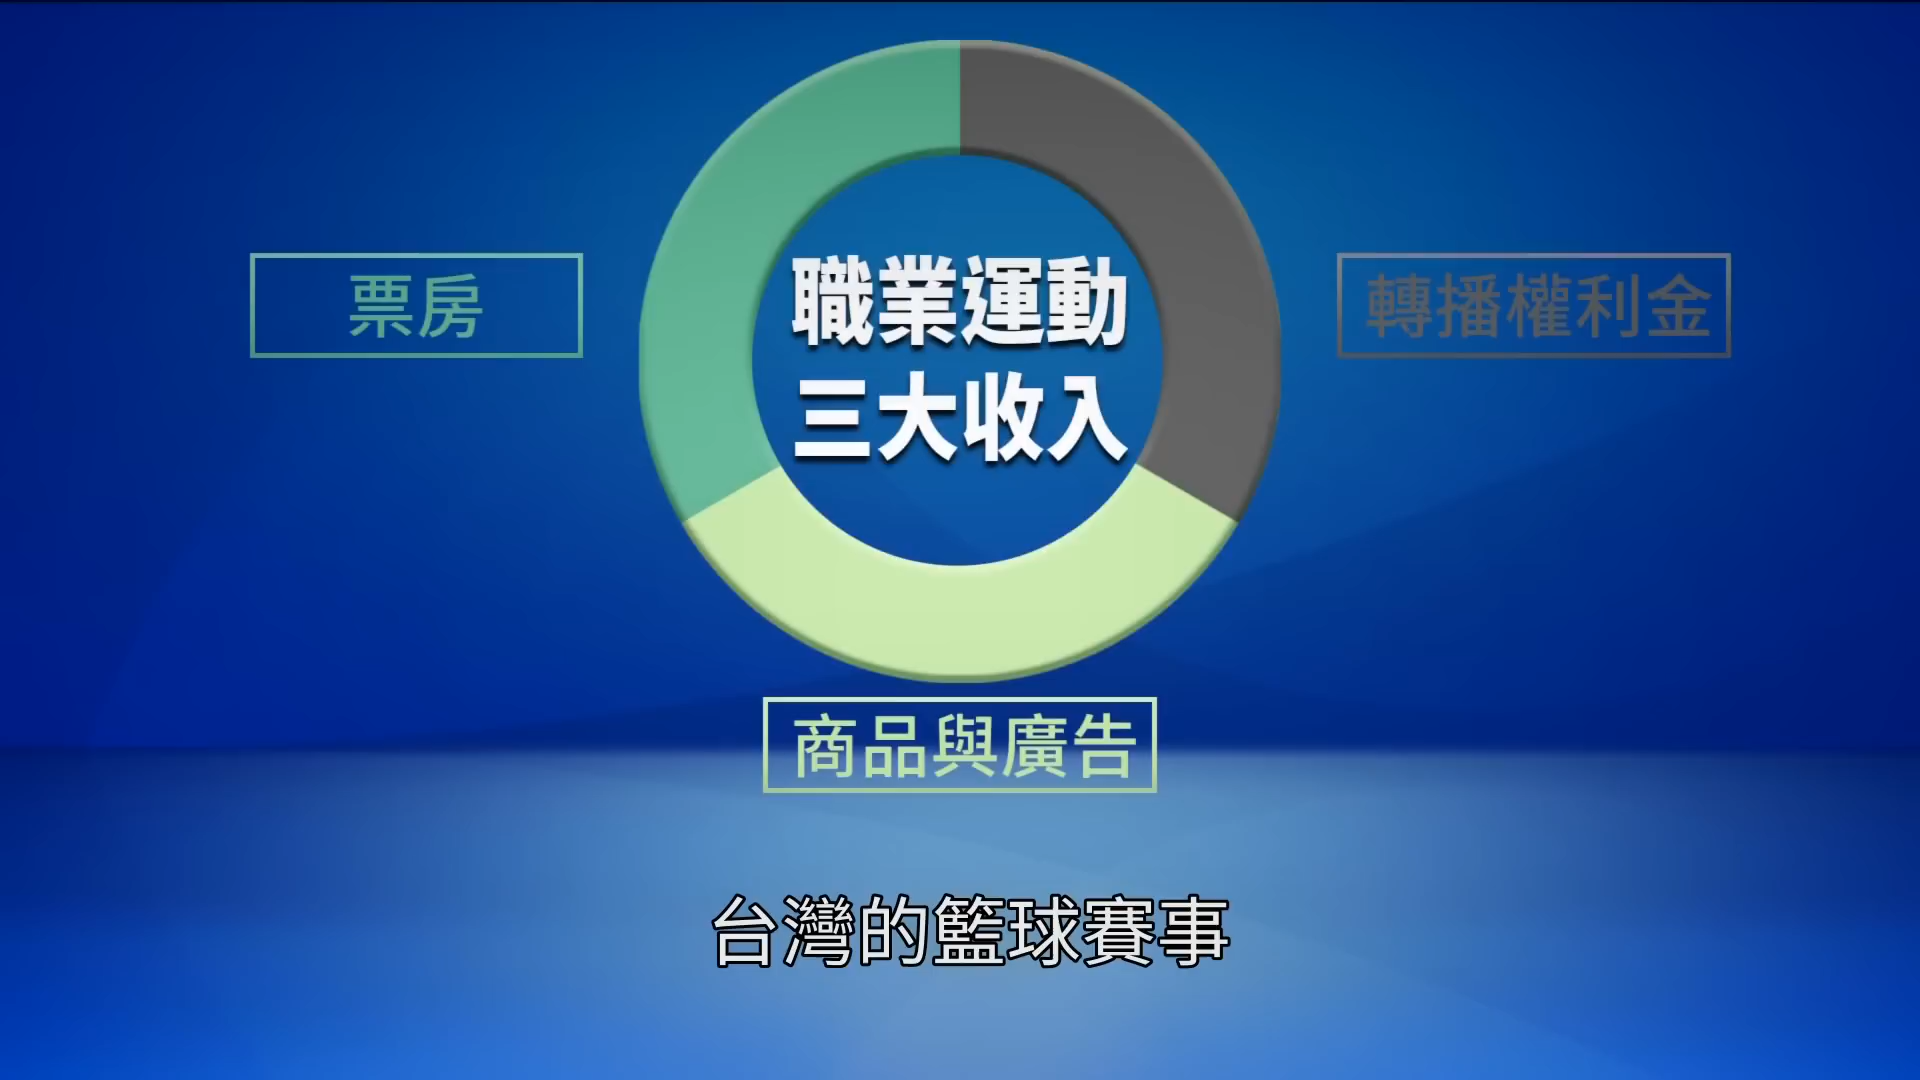 職業運動
三大收入
票房
轉播權利金
商品與廣告
台灣的籃球賽事